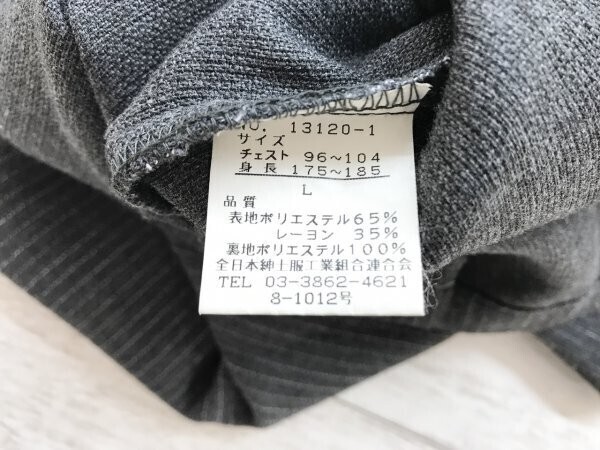 NO. 13120-1
サイズ
チェスト 96〜104
身長 175〜185
L
品質
表地ポリエステル65%
レーヨン 35%
裏地ポリエステル100%
全日本紳士服工業組合連合会
TEL 03-3862-4621
8-1012号